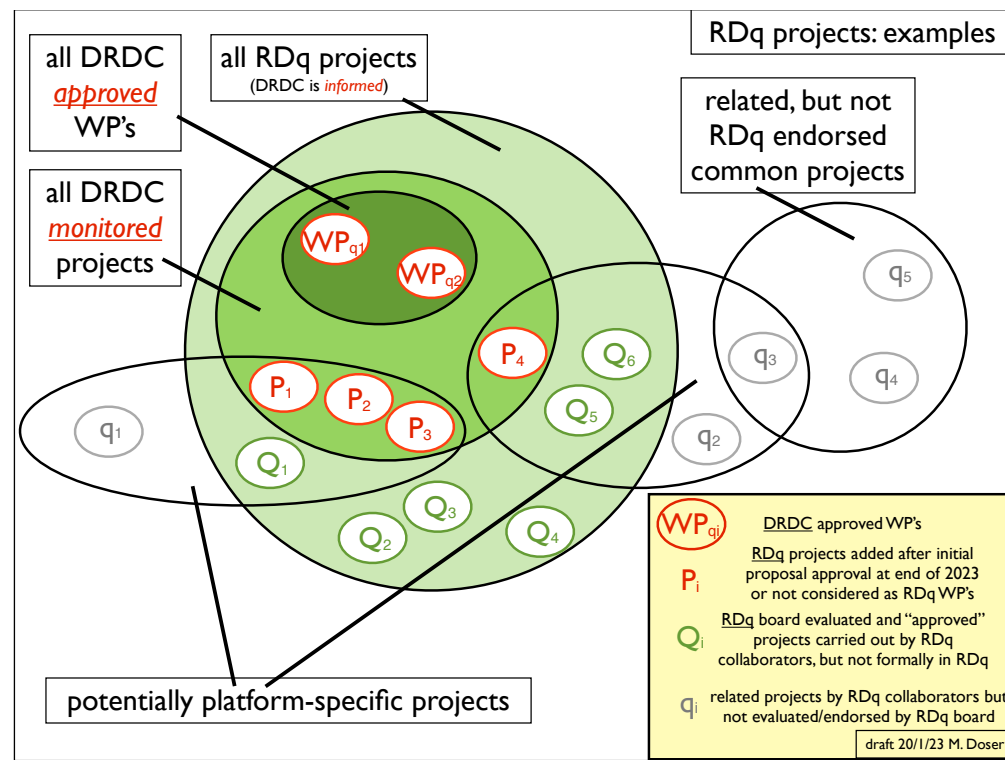 RDq projects: examples
all DRDC
approved
WP's
all RDq projects
(DRDC is informed)
related, but not
RDq endorsed
common projects
all DRDC
monitored
projects
WPq1
WPq2
q5
P4
Q6
q3
q4
P1
P2
P3
Q5
q1
q2
Q1
Q3
Q2
Q4
WPqi
DRDC approved WP's
Pi
RDq projects added after initial
proposal approval at end of 2023
or not considered as RDq WP's
Qi
RDq board evaluated and “approved”
projects carried out by RDq
collaborators, but not formally in RDq
qi
related projects by RDq collaborators but
not evaluated/endorsed by RDq board
potentially platform-specific projects
draft 20/1/23 M. Doser